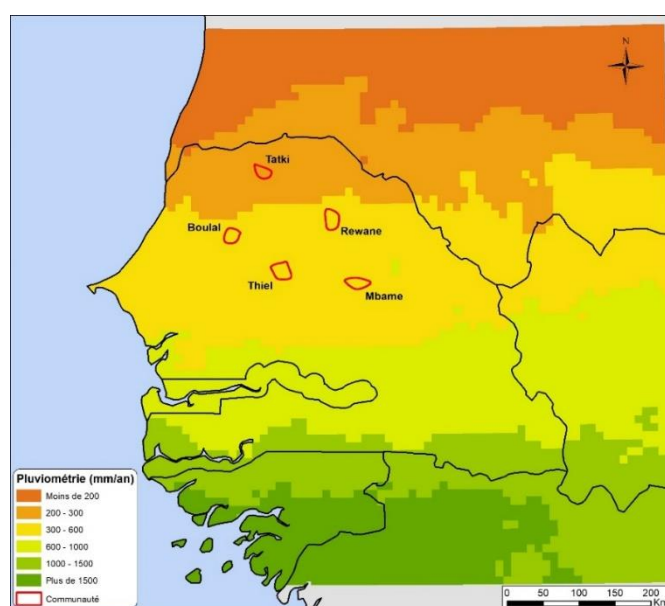 N
Tatki
Boulal
Rewane
Thiel
Mbame
Pluviométrie (mm/an)
Moins de 200
200 - 300
300 - 600
600 - 1000
1000 - 1500
Plus de 1500
Communauté
0 50 100 150 200
Km